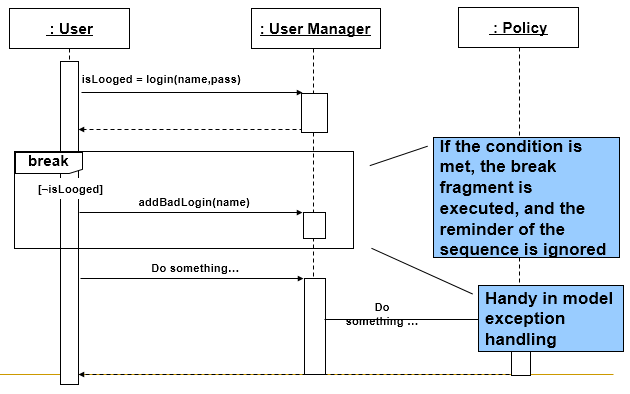 : User
: User Manager
: Policy
isLooged = login(name,pass)
break
[~isLooged]
addBadLogin(name)
If the condition is
met, the break
fragment is
executed, and the
reminder of the
sequence is ignored
Do something…
Do
something …
Handy in model
exception
handling